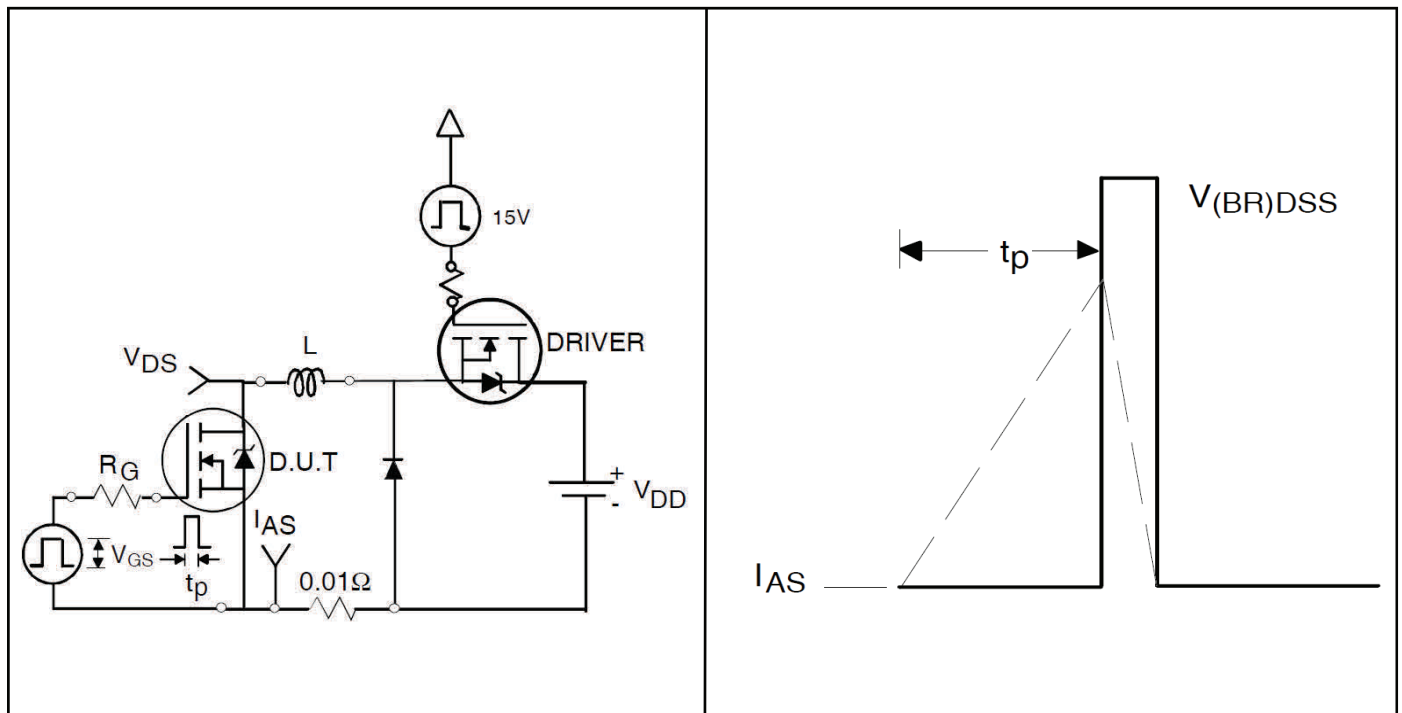 15V
DRIVER
L
VDS
D.U.T
RG
VDD
+
-
IAS
VGS
tp
0.01Ω
V(BR)DSS
tp
IAS